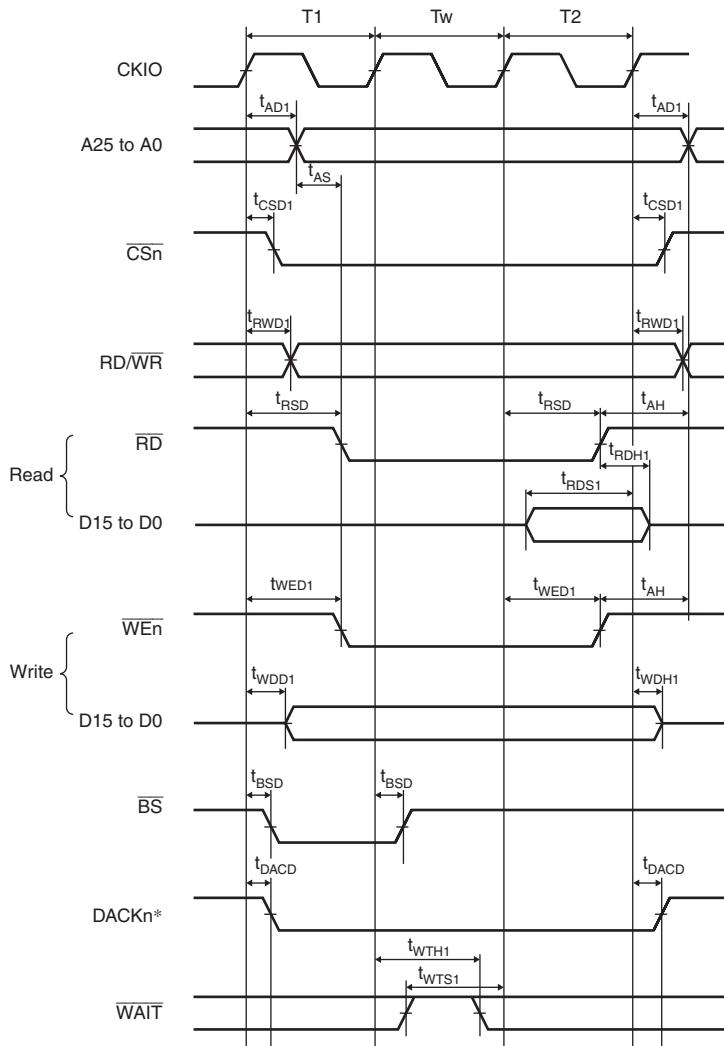 T1 Tw T2
CKIO
tAD1 tAD1
A25 to A0
tAS
tCSD1 tCSD1
CSn
tRWD1 tRWD1
RD/WR
tRSD tRSD tAH
RD
tRDH1
Read
tRDS1
D15 to D0
tWED1 tWED1 tAH
WEn
Write
tWDD1 tWDH1
D15 to D0
tBSD tBSD
BS
tDACD tDACD
DACKn*
tWTH1
tWTS1
WAIT